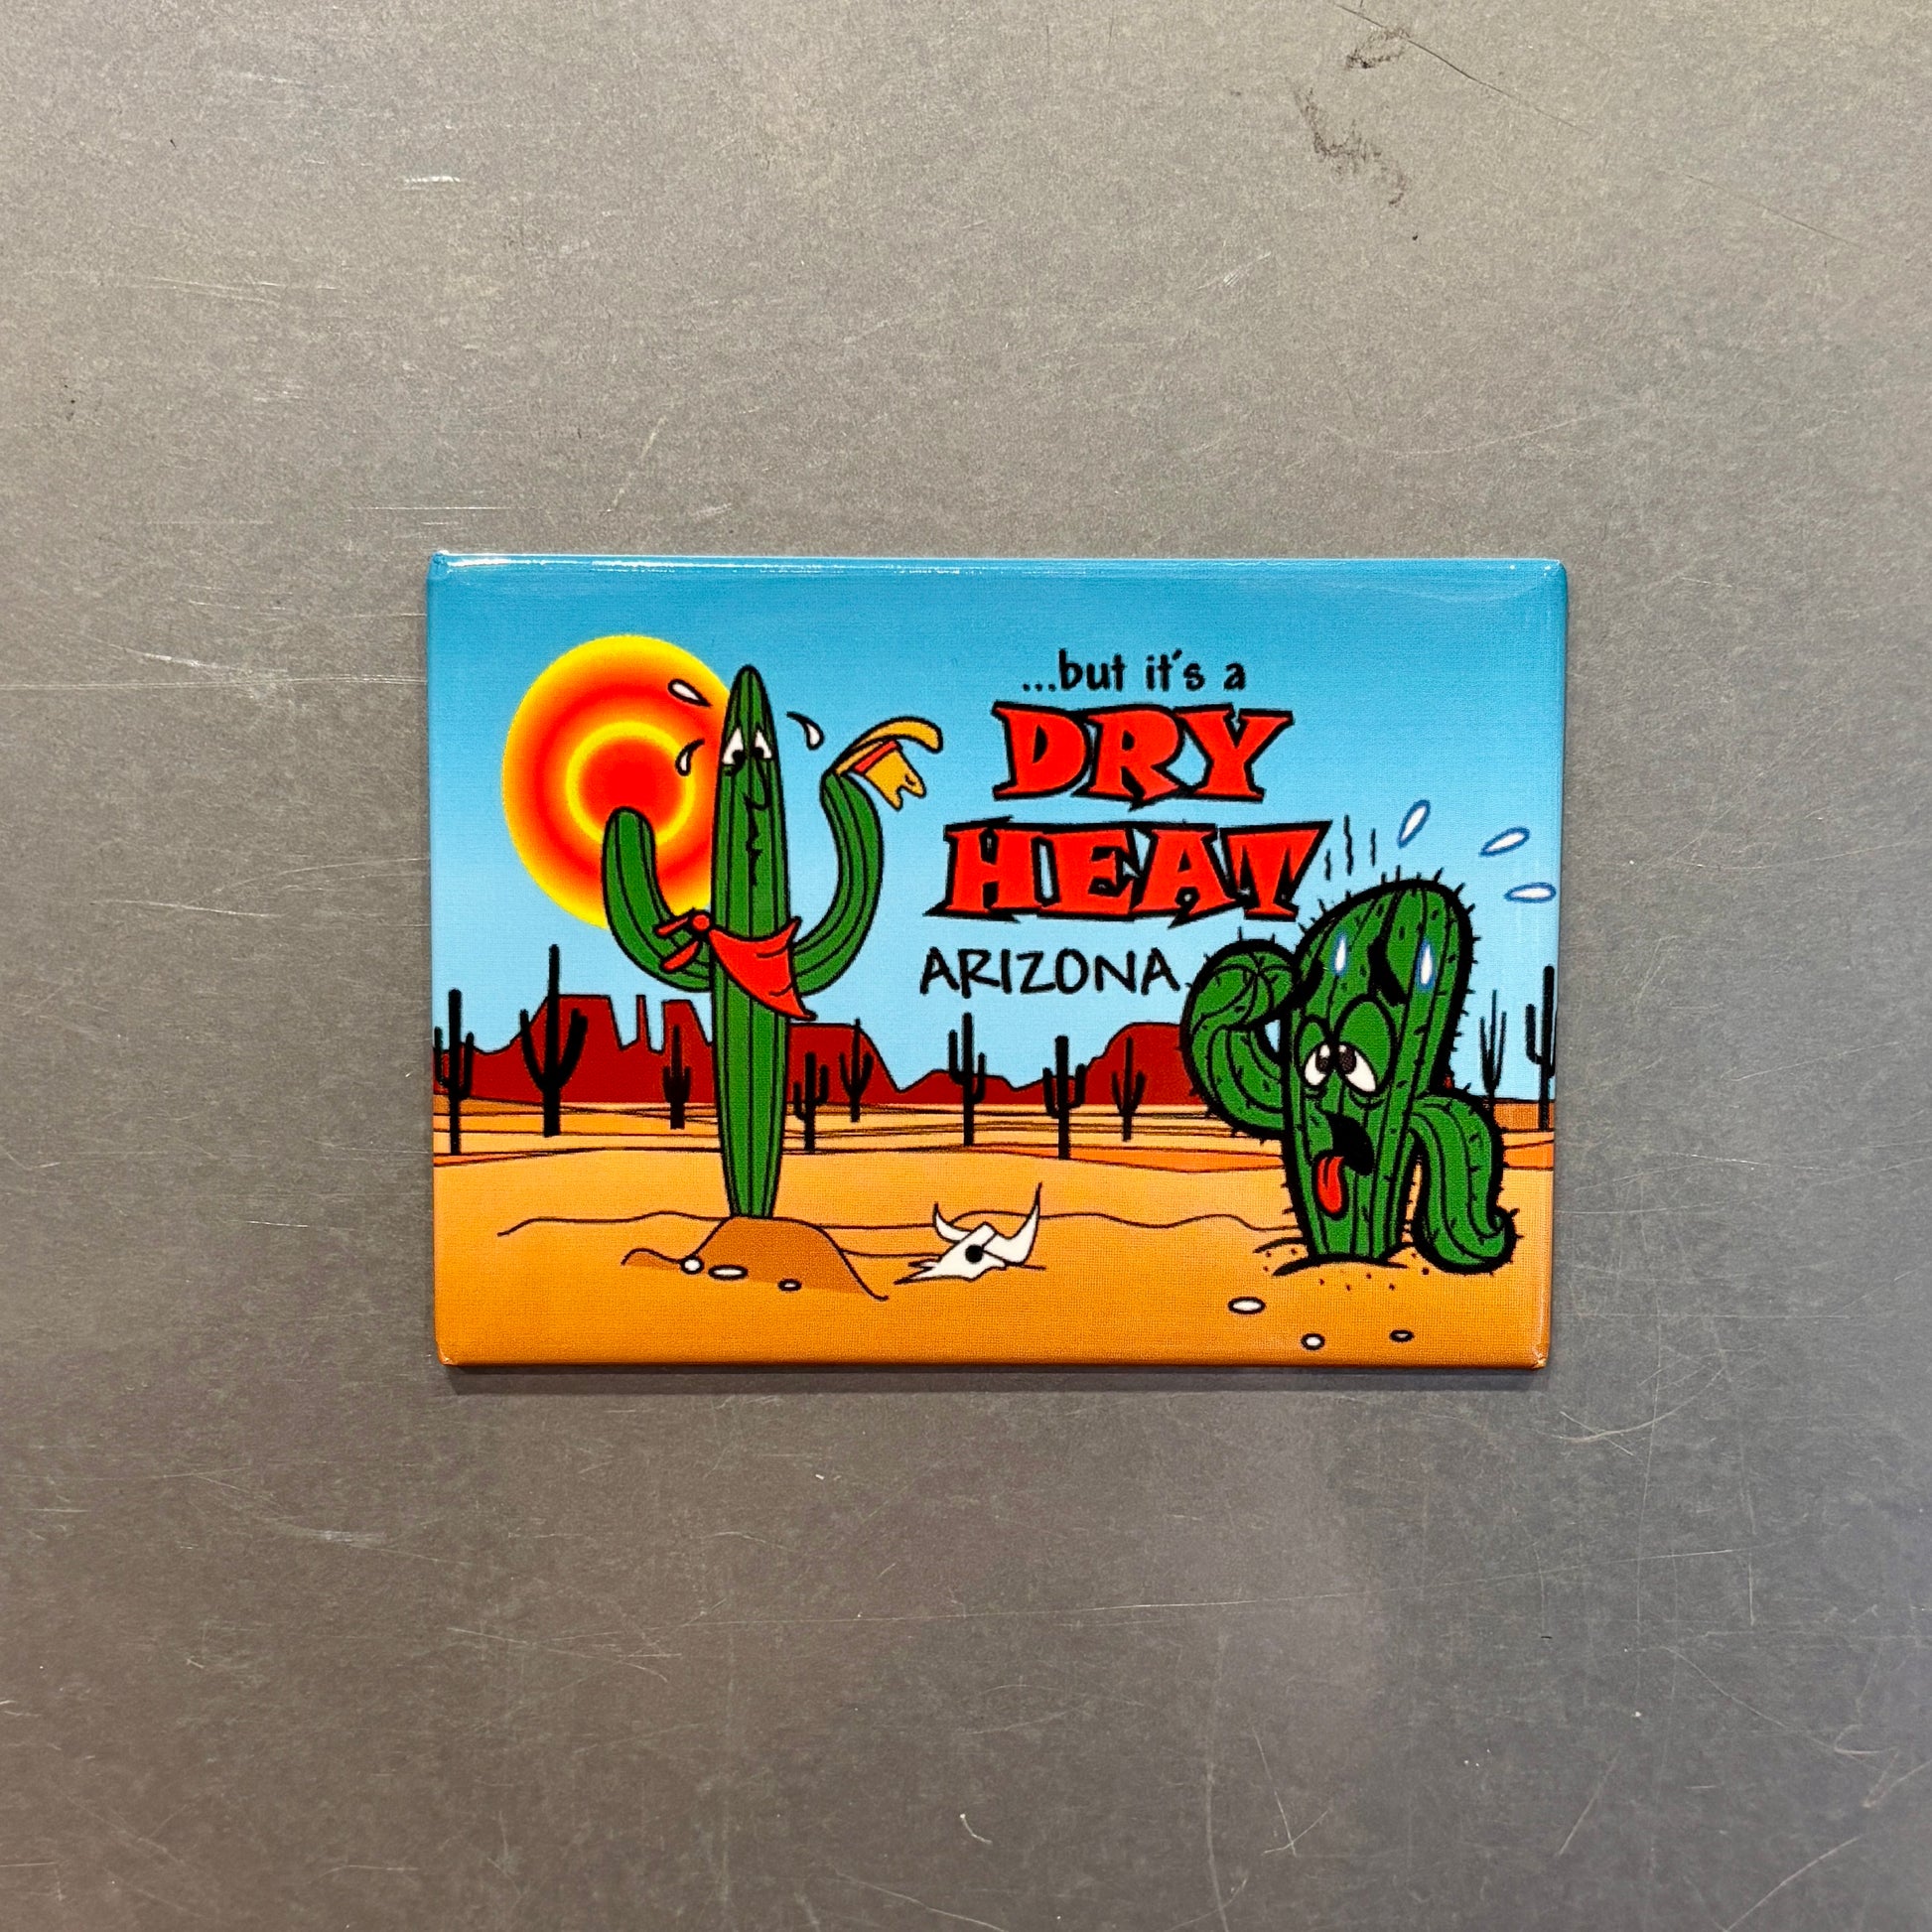 ...but it's a
DRY
HEAT
ARIZONA